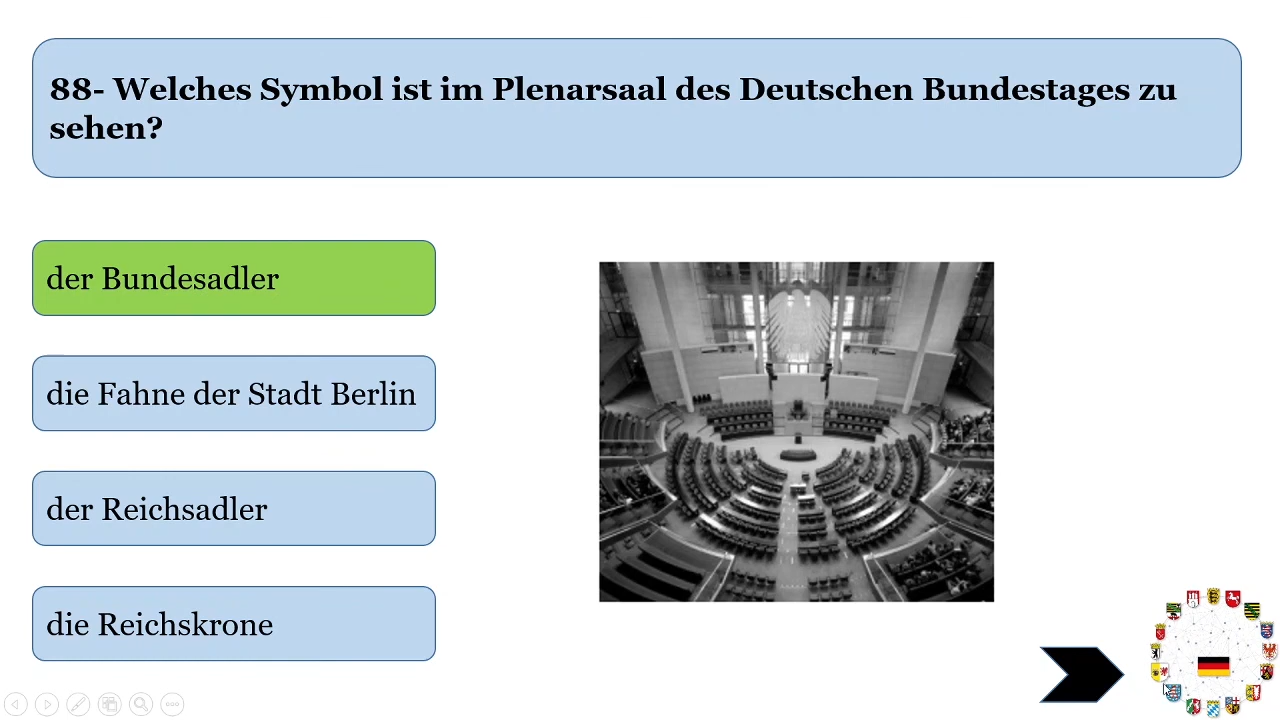 88- Welches Symbol ist im Plenarsaal des Deutschen Bundestages zu
sehen?
der Bundesadler
die Fahne der Stadt Berlin
der Reichsadler
die Reichskrone